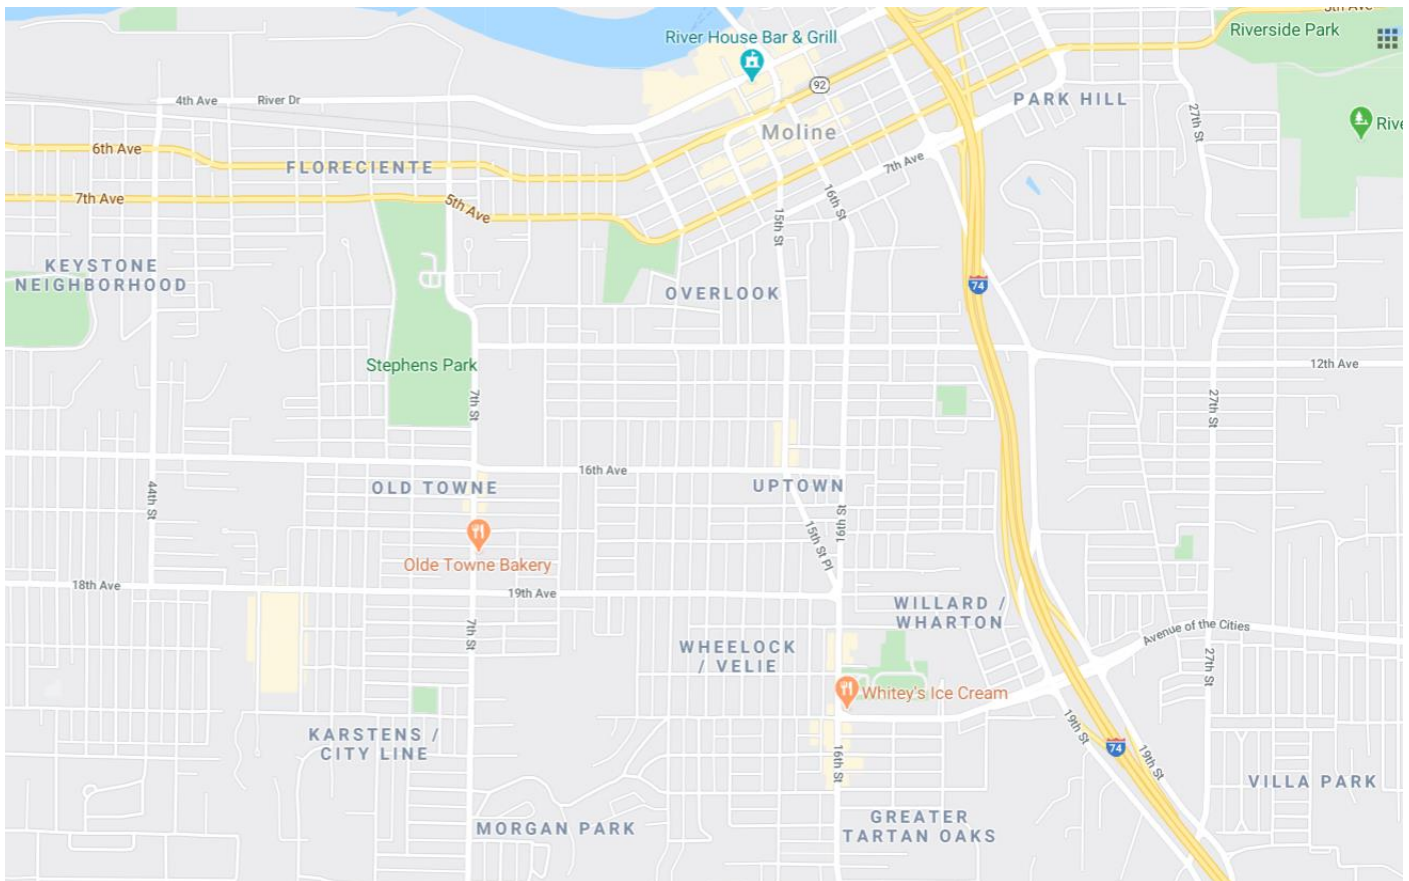 5th Ave
Riverside Park
River House Bar & Grill
92
4th Ave
River Dr
PARK HILL
27th St
Rive
Moline
6th Ave
FLORECIENTE
7th Ave
7th Ave
5th Ave
16th St
15th St
KEYSTONE
NEIGHBORHOOD
OVERLOOK
74
Stephens Park
12th Ave
7th St
27th St
16th Ave
OLD TOWNE
UPTOWN
44th St
16th St
15th St Pl
Olde Towne Bakery
18th Ave
19th Ave
WILLARD /
WHARTON
Avenue of the Cities
7th St
WHEELOCK
/ VELIE
27th St
Whitey's Ice Cream
KARSTENS /
CITY LINE
19th St
74
19th St
16th St
VILLA PARK
MORGAN PARK
GREATER
TARTAN OAKS